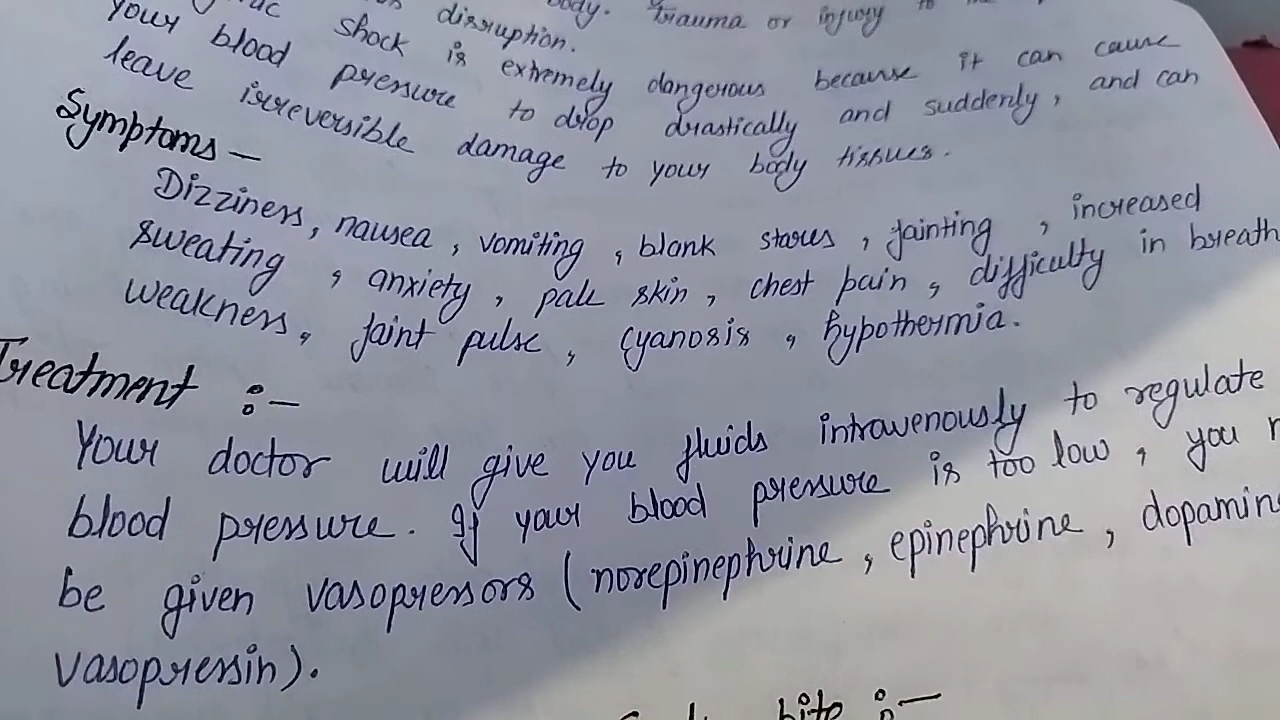 disruption. body. Trauma or injury to
shock is extremely dangerous because it can cause
your blood pressure to drop drastically and suddenly, and can
leave irreversible damage to your body tissues.
Symptoms –
Dizziness, nausea, vomiting, blank stares, fainting, increased
sweating, anxiety, pale skin, chest pain, difficulty in breath
weakness, faint pulse, cyanosis, hypothermia.
Treatment :–
Your doctor will give you fluids intravenously to regulate
blood pressure. If your blood pressure is too low, you
be given vasopressors (norepinephrine, epinephrine, dopamin
vasopressin).
bite :–